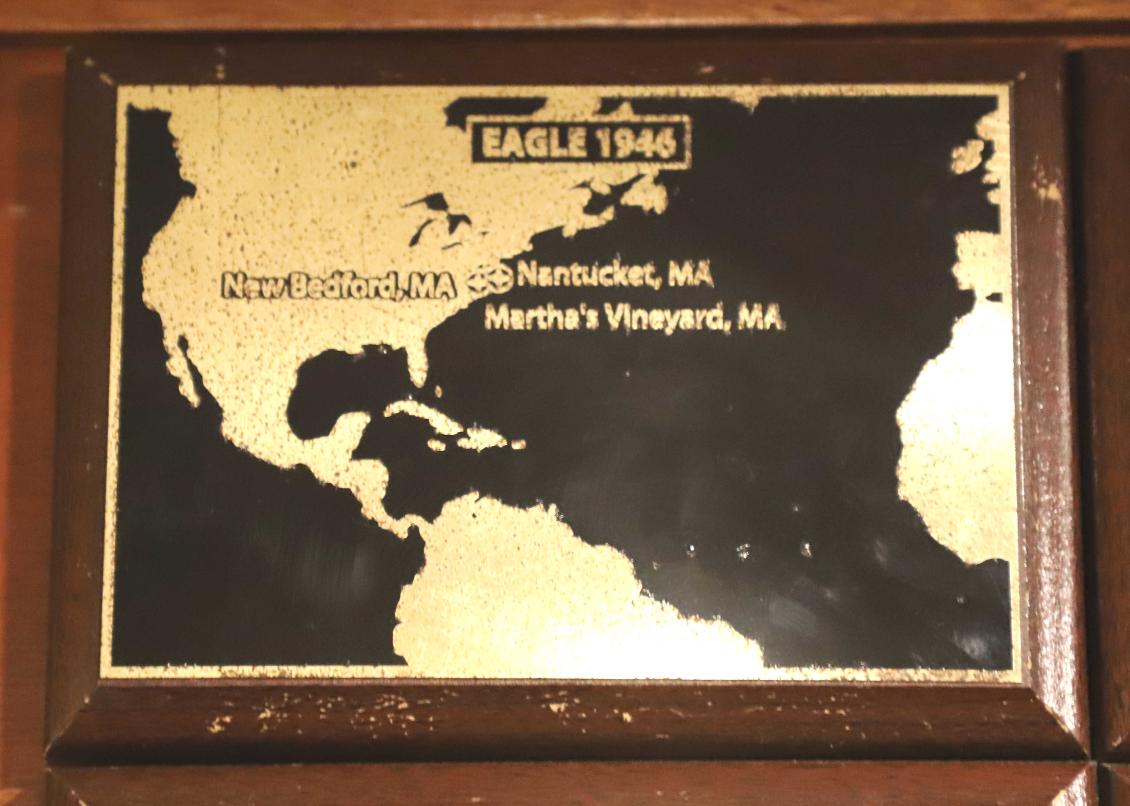 EAGLE 1946
New Bedford, MA
Nantucket, MA
Martha's Vineyard, MA